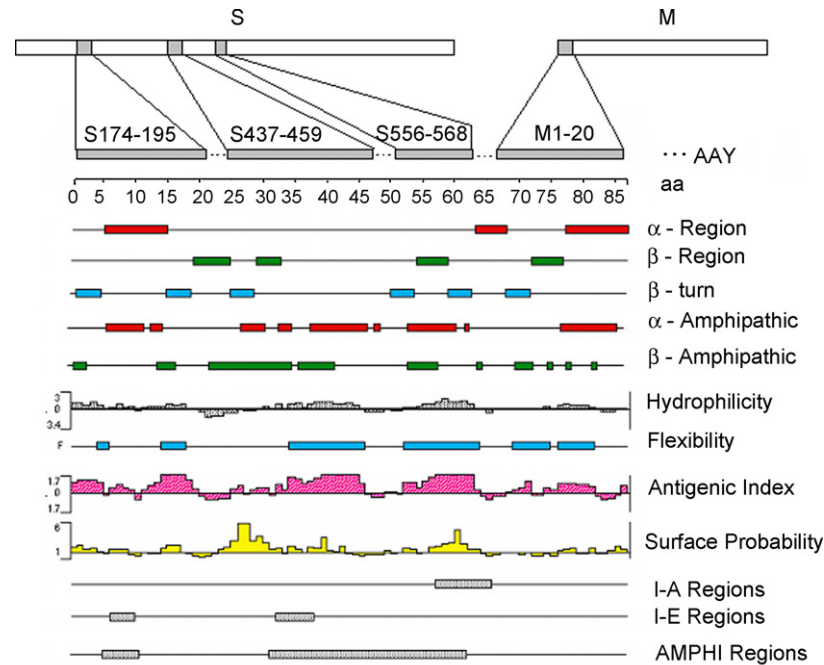 S M
S174-195 S437-459 S556-568 M1-20
··· AAY
aa
0 5 10 15 20 25 30 35 40 45 50 55 60 65 70 75 80 85
α - Region
β - Region
β - turn
α - Amphipathic
β - Amphipathic
3
0
3.4
Hydrophilicity
F
Flexibility
1.7
0
1.7
Antigenic Index
6
1
Surface Probability
I-A Regions
I-E Regions
AMPHI Regions